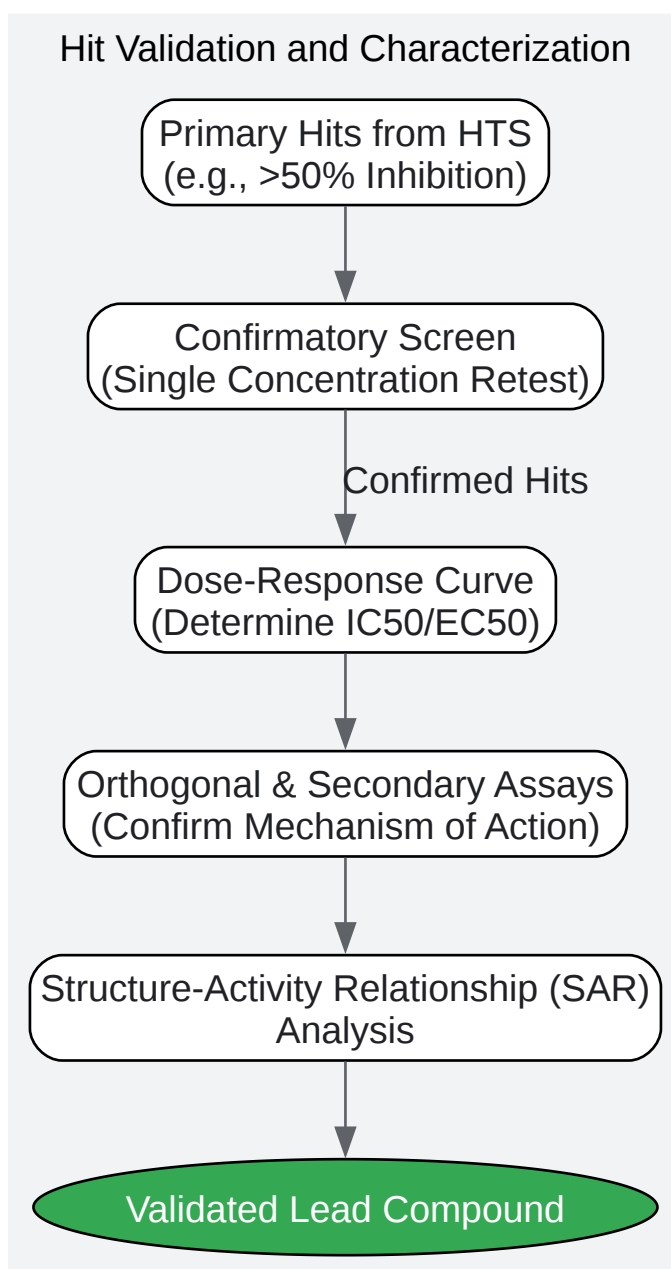 Hit Validation and Characterization
Primary Hits from HTS
(e.g., >50% Inhibition)
Confirmatory Screen
(Single Concentration Retest)
Confirmed Hits
Dose-Response Curve
(Determine IC50/EC50)
Orthogonal & Secondary Assays
(Confirm Mechanism of Action)
Structure-Activity Relationship (SAR)
Analysis
Validated Lead Compound